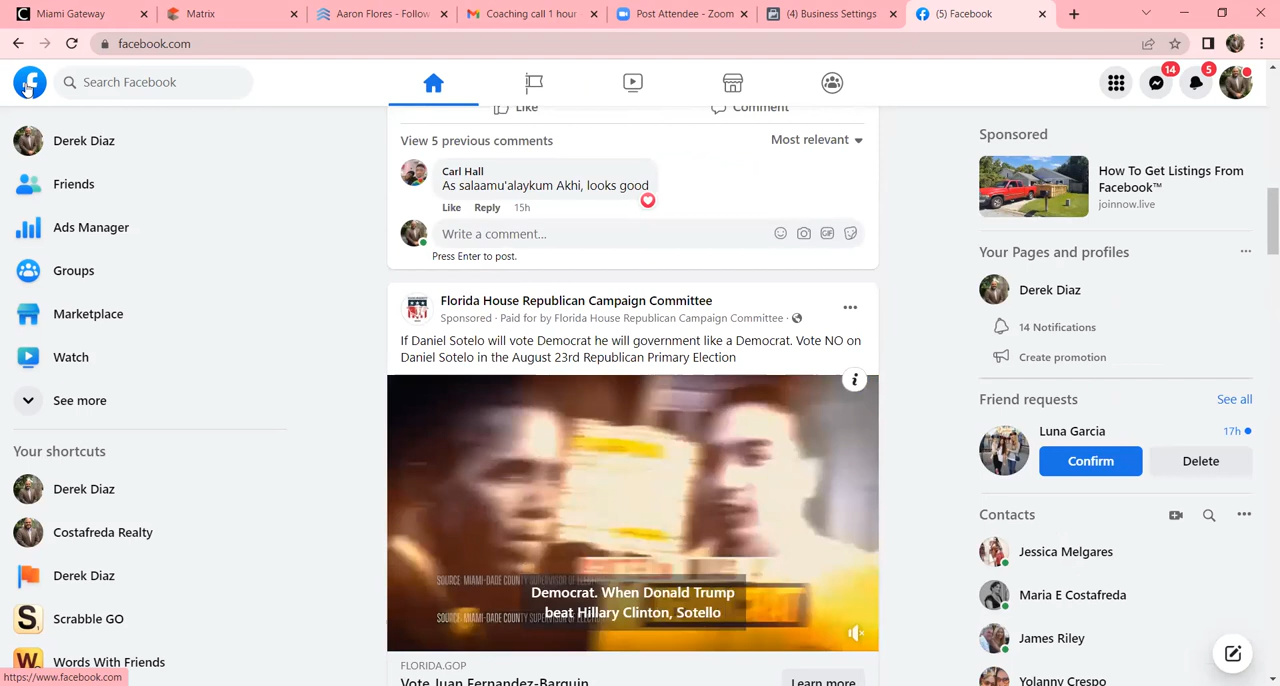 Miami Gateway
Matrix
Aaron Flores - Follow
Coaching call 1 hour
Post Attendee - Zoom
(4) Business Settings
(5) Facebook
facebook.com
Search Facebook
14
5
Derek Diaz
Friends
Ads Manager
Groups
Marketplace
Watch
See more
Your shortcuts
Derek Diaz
Costafreda Realty
Derek Diaz
Scrabble GO
Words With Friends
https://www.facebook.com
Like
Comment
View 5 previous comments
Most relevant
Carl Hall
As salaamu'alaykum Akhi, looks good
Like Reply 15h
Write a comment...
GIF
Press Enter to post.
Florida House Republican Campaign Committee
Sponsored · Paid for by Florida House Republican Campaign Committee ·
If Daniel Sotelo will vote Democrat he will government like a Democrat. Vote NO on
Daniel Sotelo in the August 23rd Republican Primary Election
Democrat. When Donald Trump
beat Hillary Clinton, Sotello
FLORIDA.GOP
Vote Juan Fernandez-Barquin
Learn more
Sponsored
How To Get Listings From
Facebook™
joinnow.live
Your Pages and profiles
Derek Diaz
14 Notifications
Create promotion
Friend requests
See all
Luna Garcia
17h
Confirm
Delete
Contacts
Jessica Melgares
Maria E Costafreda
James Riley
Yolanny Crespo